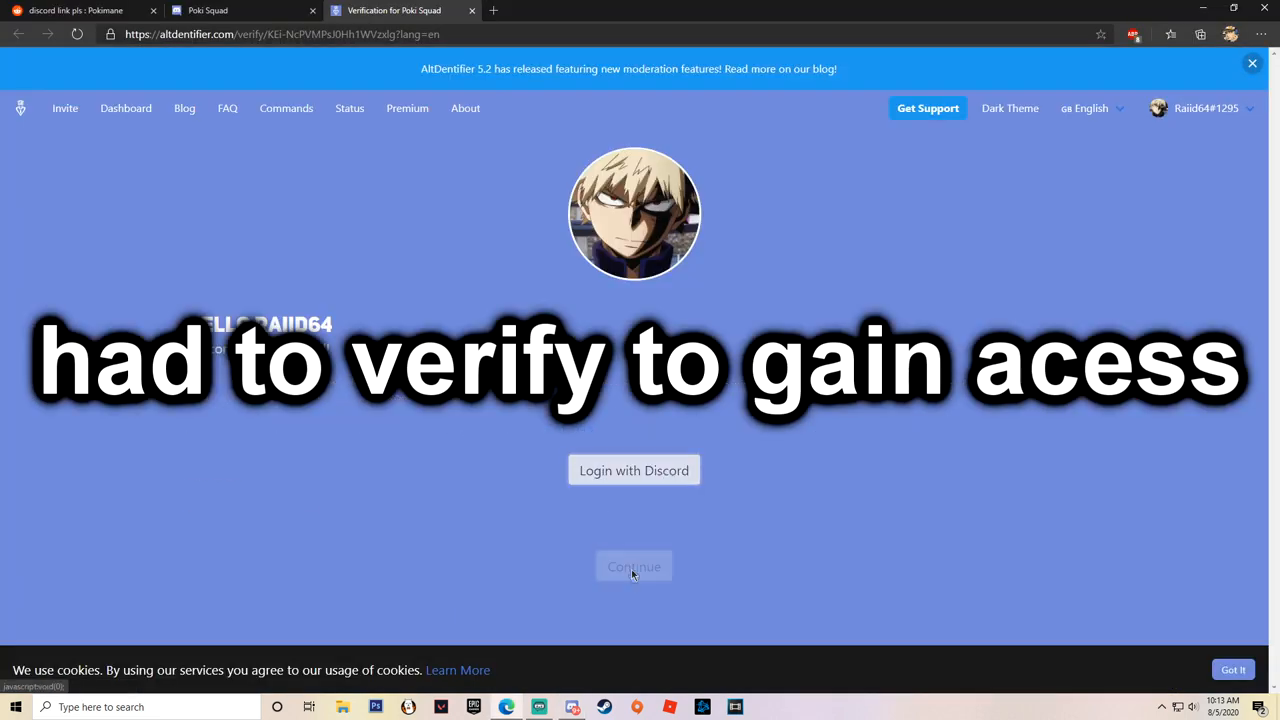 discord link pls : Pokimane
Poki Squad
Verification for Poki Squad
https://altdentifier.com/verify/KEi-NcPVMPsJ0Hh1WVzxlg?lang=en
AltDentifier 5.2 has released featuring new moderation features! Read more on our blog!
Invite Dashboard Blog FAQ Commands Status Premium About Get Support Dark Theme GB English Raiid64#1295
ELLO RAIID64
had to verify to gain acess
Login with Discord
Continue
We use cookies. By using our services you agree to our usage of cookies. Learn More
Got It
javascript:void(0);
Type here to search
10:13 AM
8/5/2020